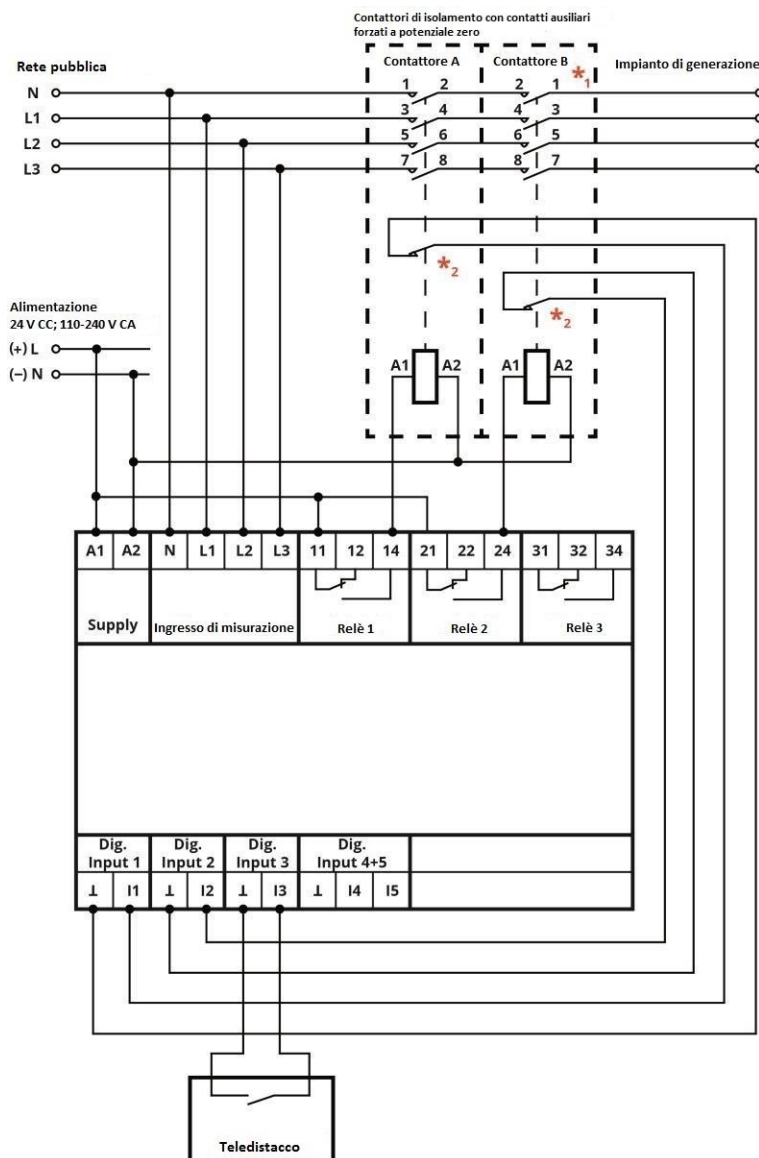 Contattori di isolamento con contatti ausiliari
forzati a potenziale zero
Contattore A Contattore B
Rete pubblica
Impianto di generazione
N 1 2 2 1 *1
L1 3 4 4 3
L2 5 6 6 5
L3 7 8 8 7
*2
*2
Alimentazione
24 V CC; 110-240 V CA
(+) L
(−) N
A1 A2 A1 A2
A1 A2 N L1 L2 L3 11 12 14 21 22 24 31 32 34
Supply Ingresso di misurazione Relè 1 Relè 2 Relè 3
Dig. Dig. Dig. Dig.
Input 1 Input 2 Input 3 Input 4+5
⊥ I1 ⊥ I2 ⊥ I3 ⊥ I4 I5
Teledistacco